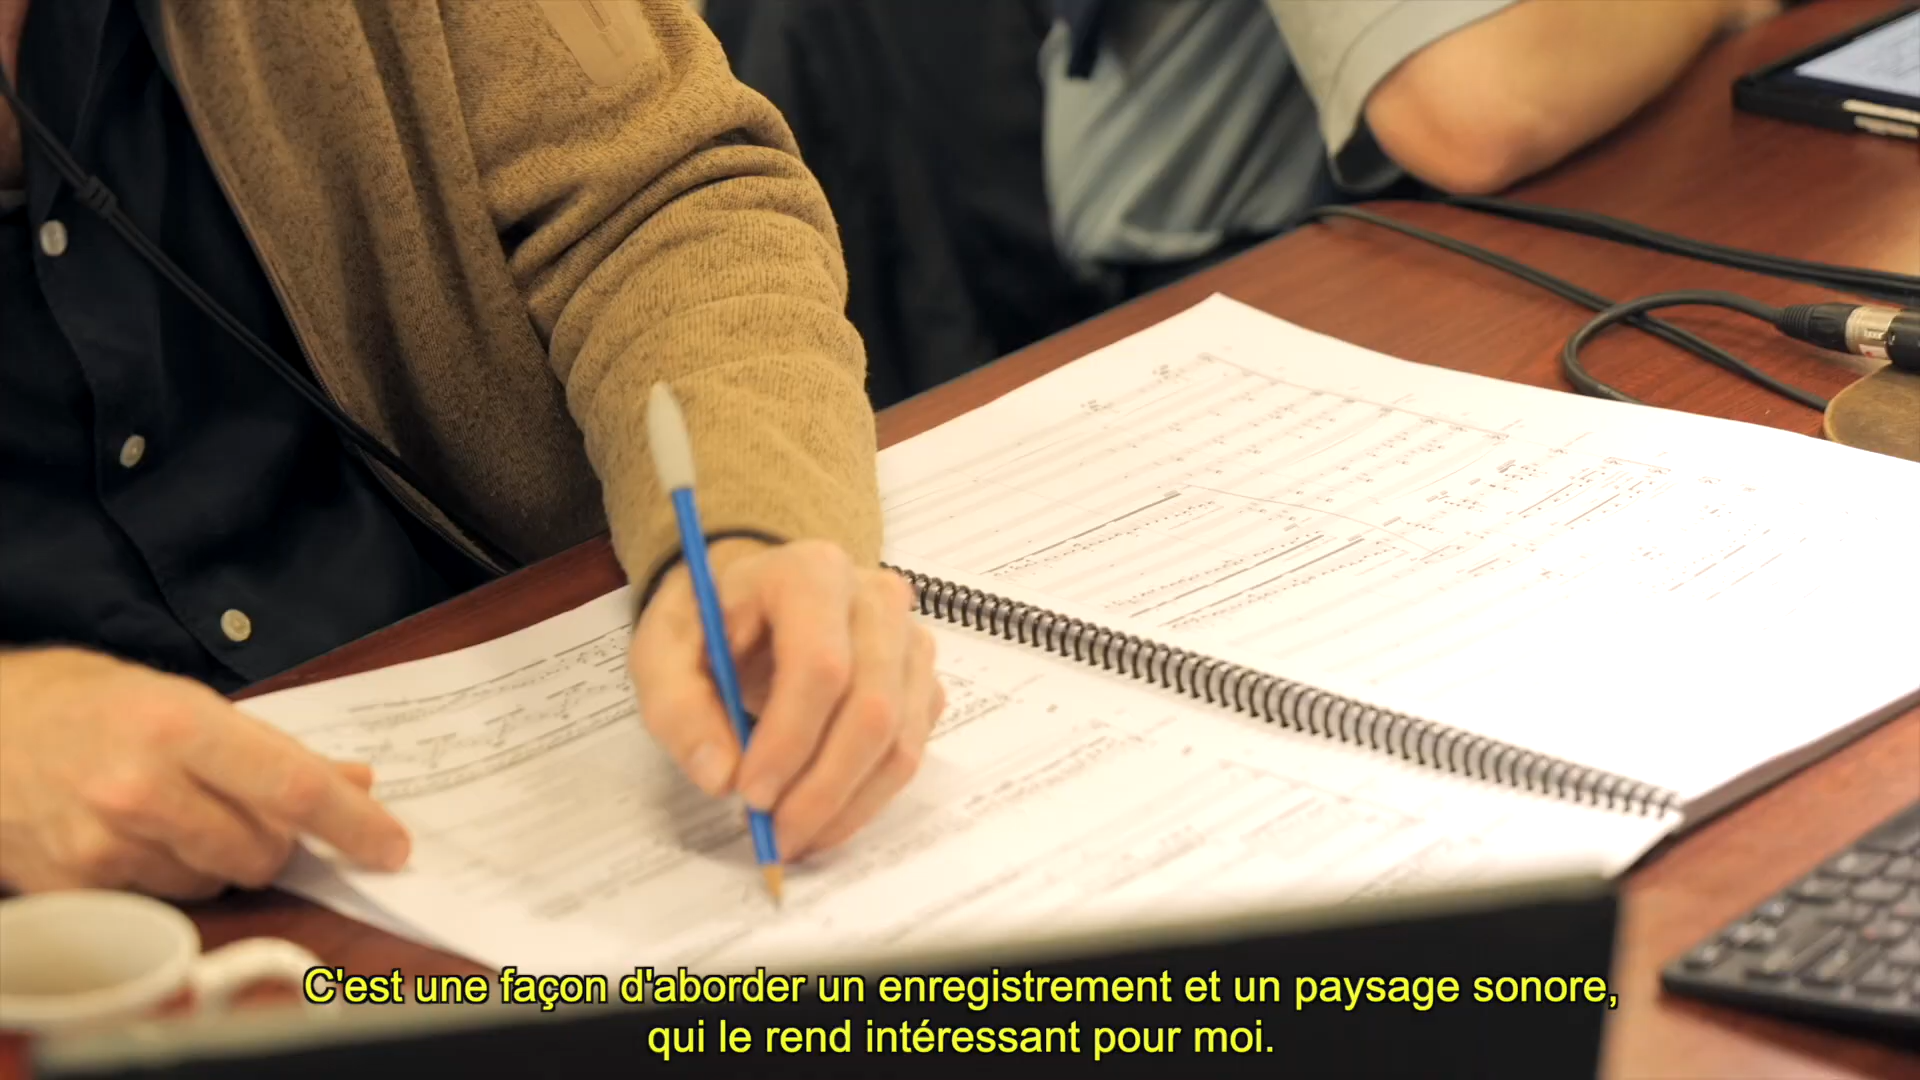 C'est une façon d'aborder un enregistrement et un paysage sonore,
qui le rend intéressant pour moi.